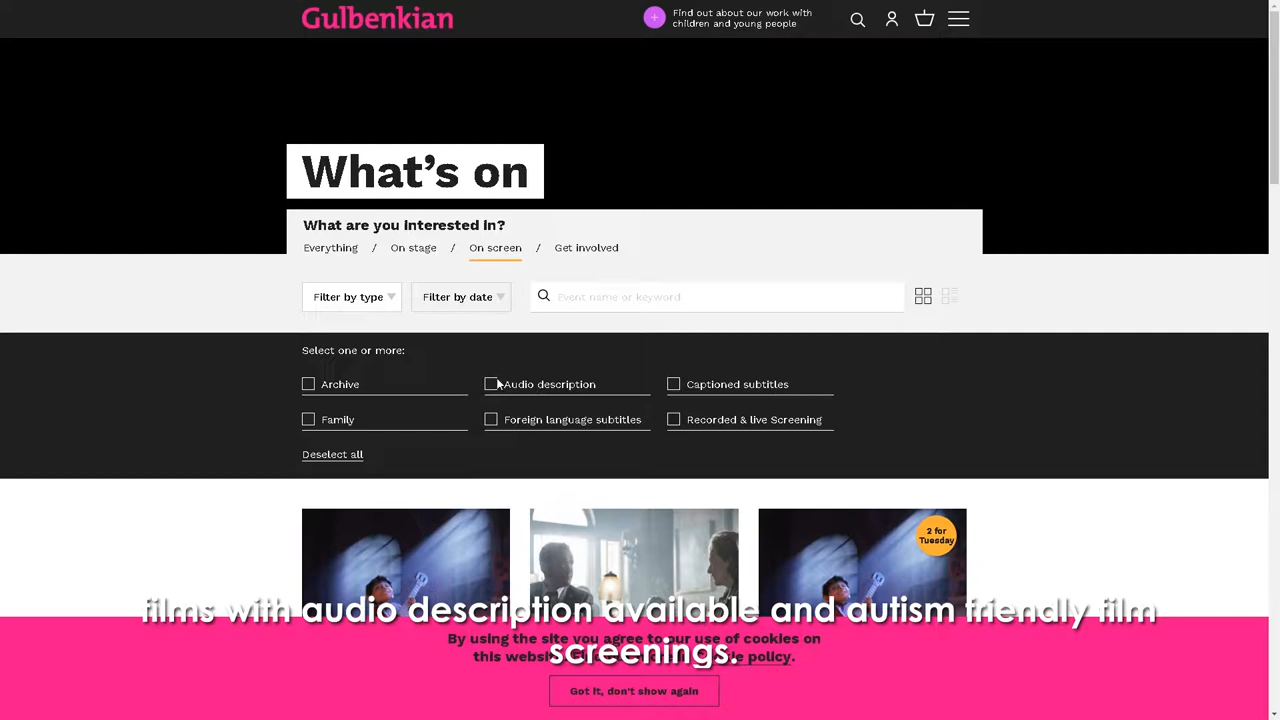 Gulbenkian
Find out about our work with
children and young people
What's on
What are you interested in?
Everything / On stage / On screen / Get involved
Filter by type
Filter by date
Event name or keyword
Select one or more:
Archive
Audio description
Captioned subtitles
Family
Foreign language subtitles
Recorded & live Screening
Deselect all
2 for
Tuesday
films with audio description available and autism friendly film
screenings.
By using the site you agree to our use of cookies on
this website policy.
Got it, don't show again